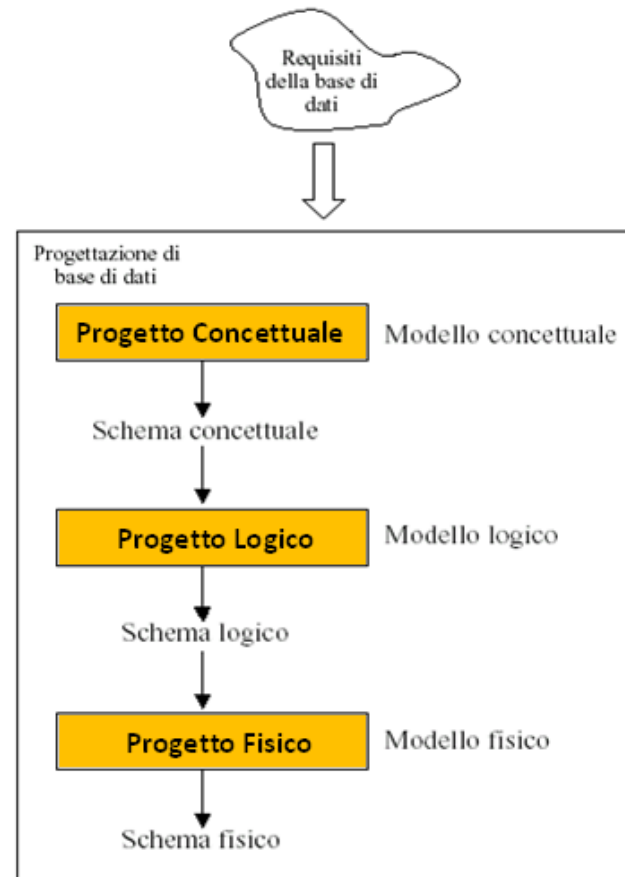 Requisiti
della base di
dati
Progettazione di
base di dati
Progetto Concettuale
Modello concettuale
Schema concettuale
Progetto Logico
Modello logico
Schema logico
Progetto Fisico
Modello fisico
Schema fisico